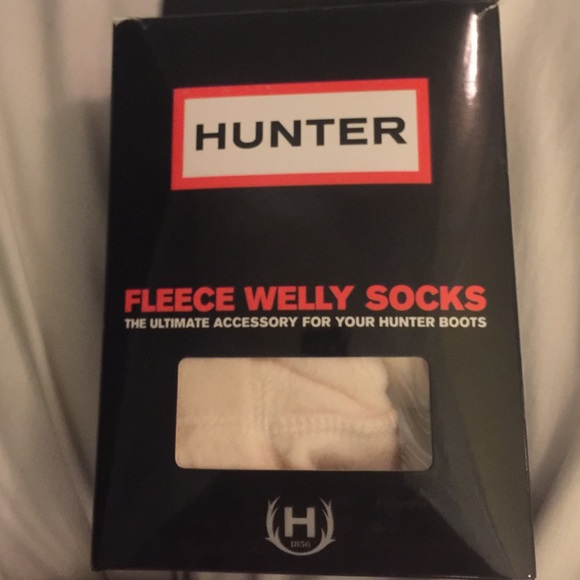 HUNTER
FLEECE WELLY SOCKS
THE ULTIMATE ACCESSORY FOR YOUR HUNTER BOOTS
H
1856